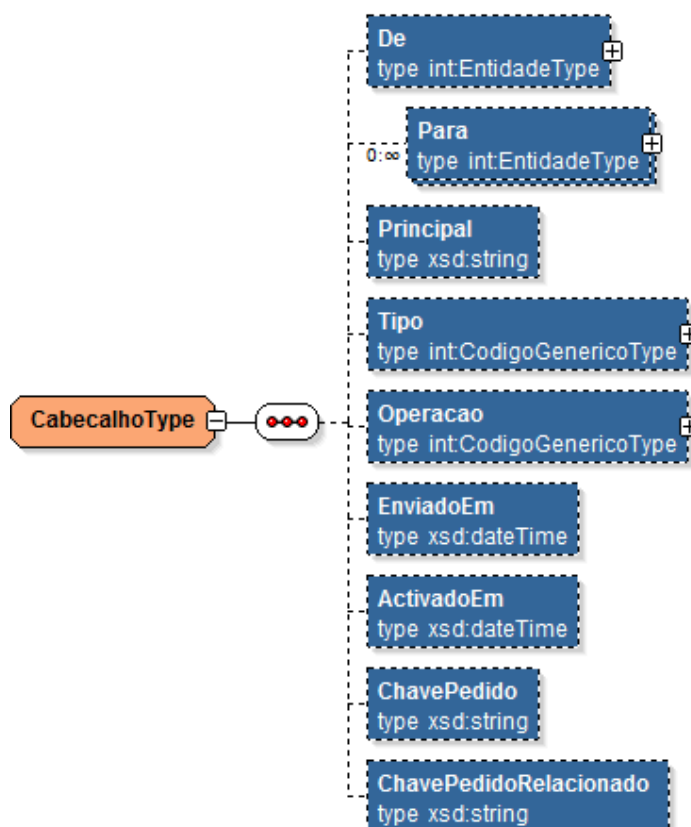 De
type int:EntidadeType
Para
type int:EntidadeType
0:∞
Principal
type xsd:string
Tipo
type int:CodigoGenericoType
CabecalhoType
Operacao
type int:CodigoGenericoType
EnviadoEm
type xsd:dateTime
ActivadoEm
type xsd:dateTime
ChavePedido
type xsd:string
ChavePedidoRelacionado
type xsd:string